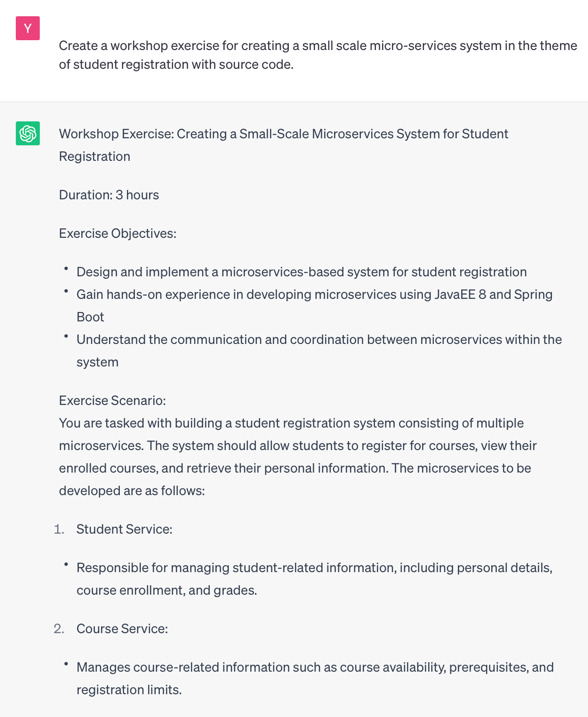 Y
Create a workshop exercise for creating a small scale micro-services system in the theme
of student registration with source code.
Workshop Exercise: Creating a Small-Scale Microservices System for Student
Registration
Duration: 3 hours
Exercise Objectives:
• Design and implement a microservices-based system for student registration
• Gain hands-on experience in developing microservices using JavaEE 8 and Spring
Boot
• Understand the communication and coordination between microservices within the
system
Exercise Scenario:
You are tasked with building a student registration system consisting of multiple
microservices. The system should allow students to register for courses, view their
enrolled courses, and retrieve their personal information. The microservices to be
developed are as follows:
1. Student Service:
• Responsible for managing student-related information, including personal details,
course enrollment, and grades.
2. Course Service:
• Manages course-related information such as course availability, prerequisites, and
registration limits.